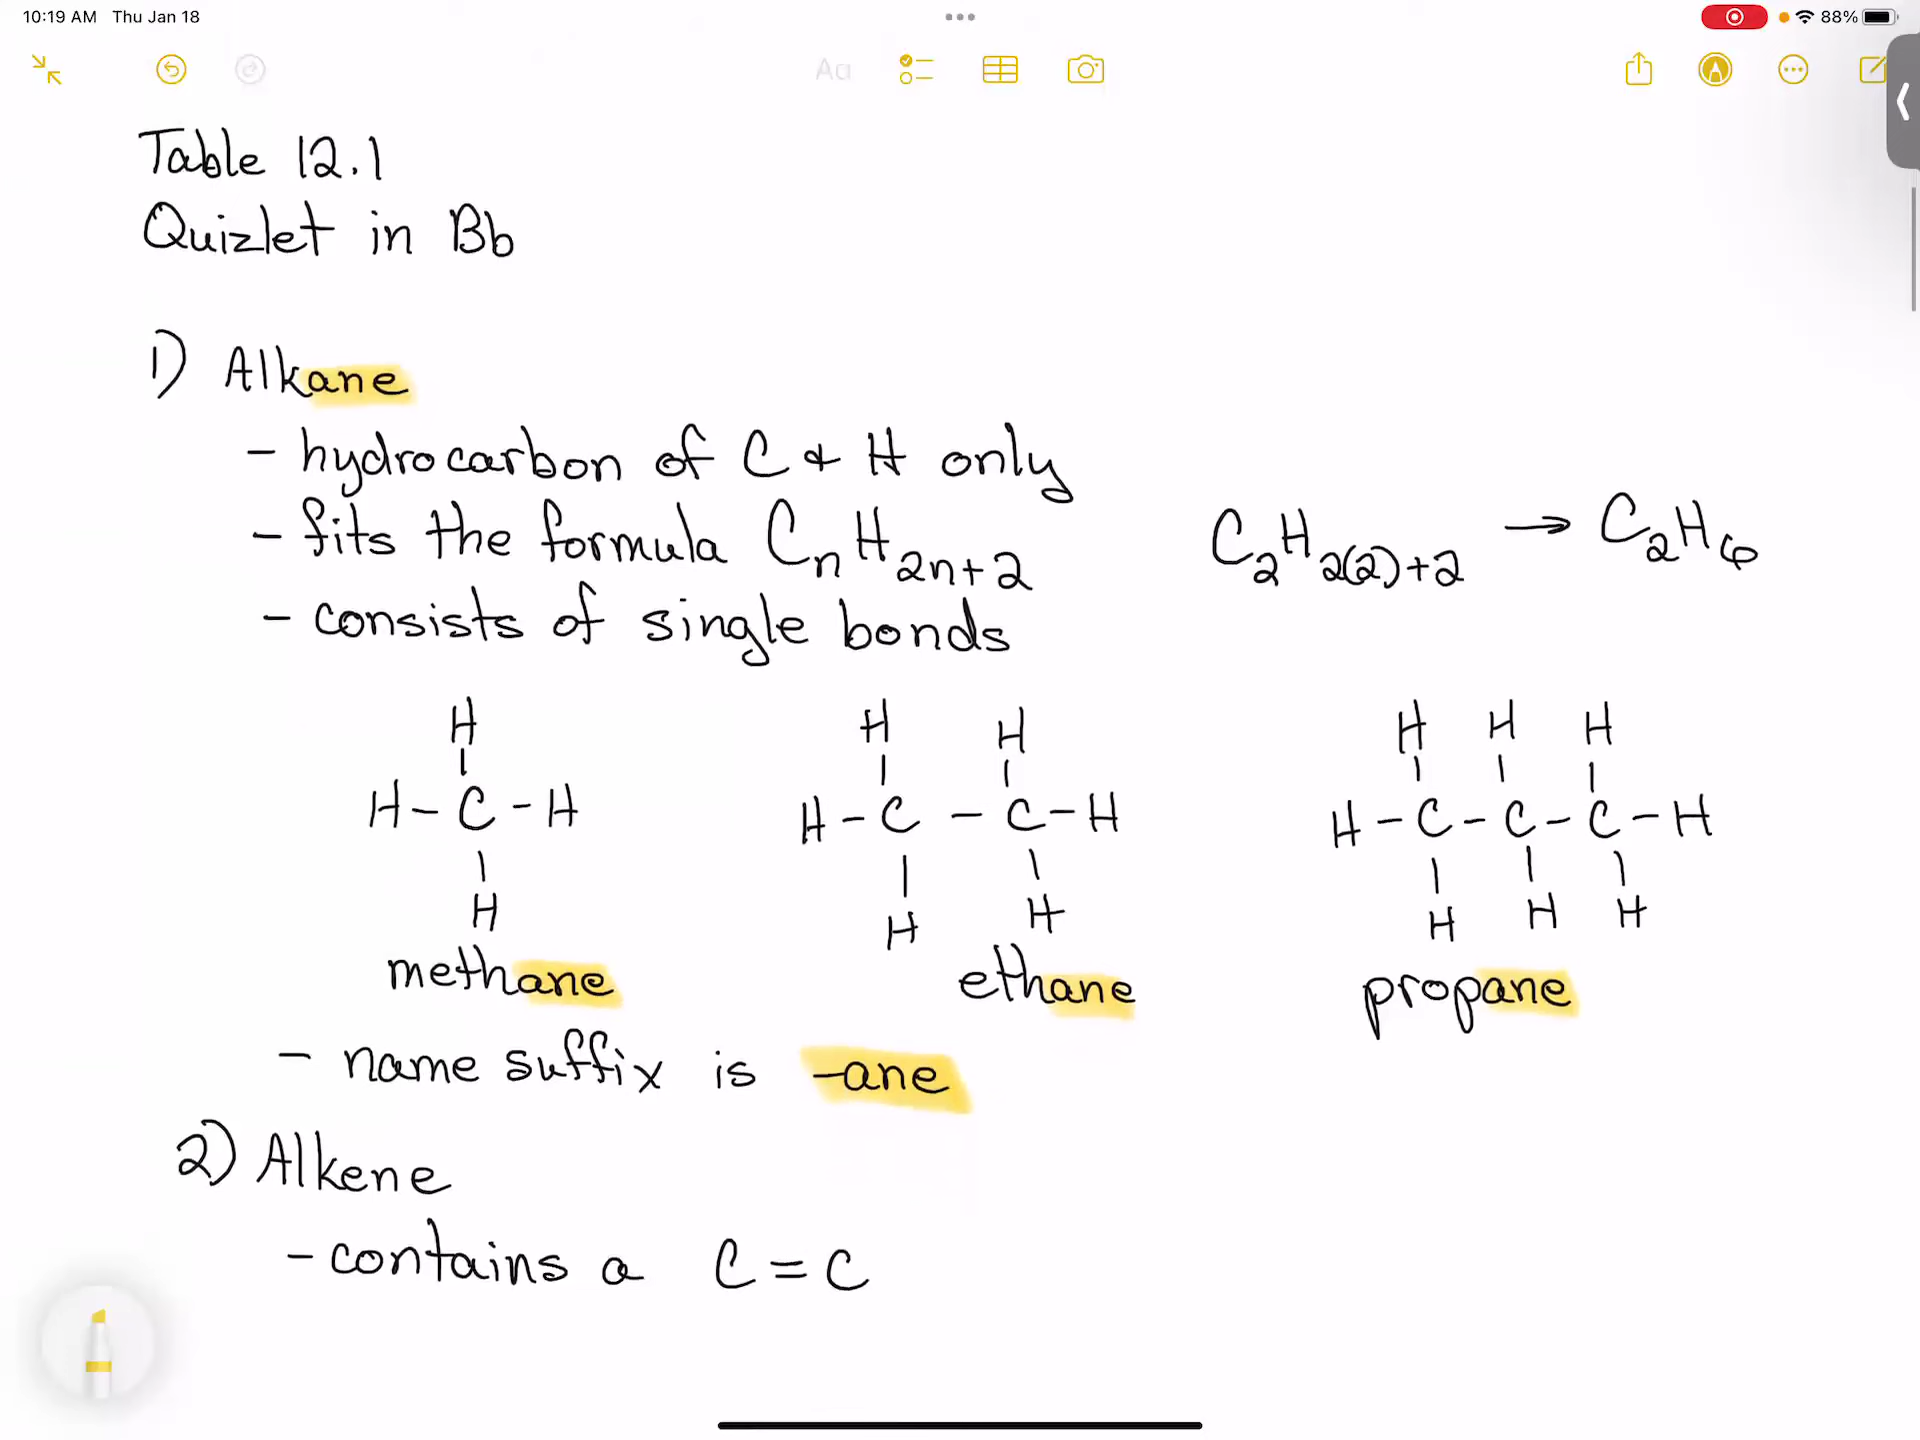 10:19 AM Thu Jan 18
88%
Aa
Table 12.1
Quizlet in Bb
1) Alkane
- hydrocarbon of C & H only
- fits the formula CnH2n+2 C2H2(2)+2 → C2H6
- consists of single bonds
H H H H H H
H-C-H H-C-C-H H-C-C-C-H
H H H H H H
methane ethane propane
- name suffix is -ane
2) Alkene
- contains a C=C